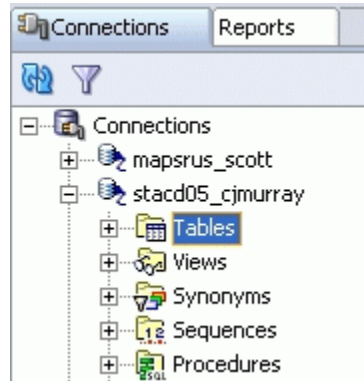 Connections Reports
Connections
mapsrus_scott
stacd05_cjmurray
Tables
Views
Synonyms
Sequences
Procedures